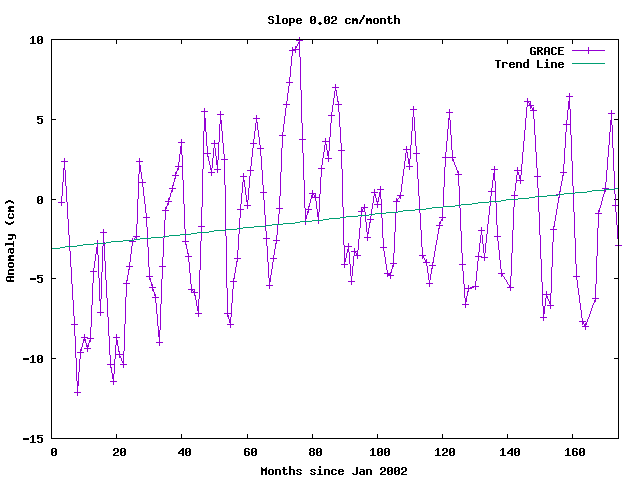 Slope 0.02 cm/month
10
5
0
-5
-10
-15
Anomaly (cm)
GRACE
Trend Line
0 20 40 60 80 100 120 140 160
Months since Jan 2002